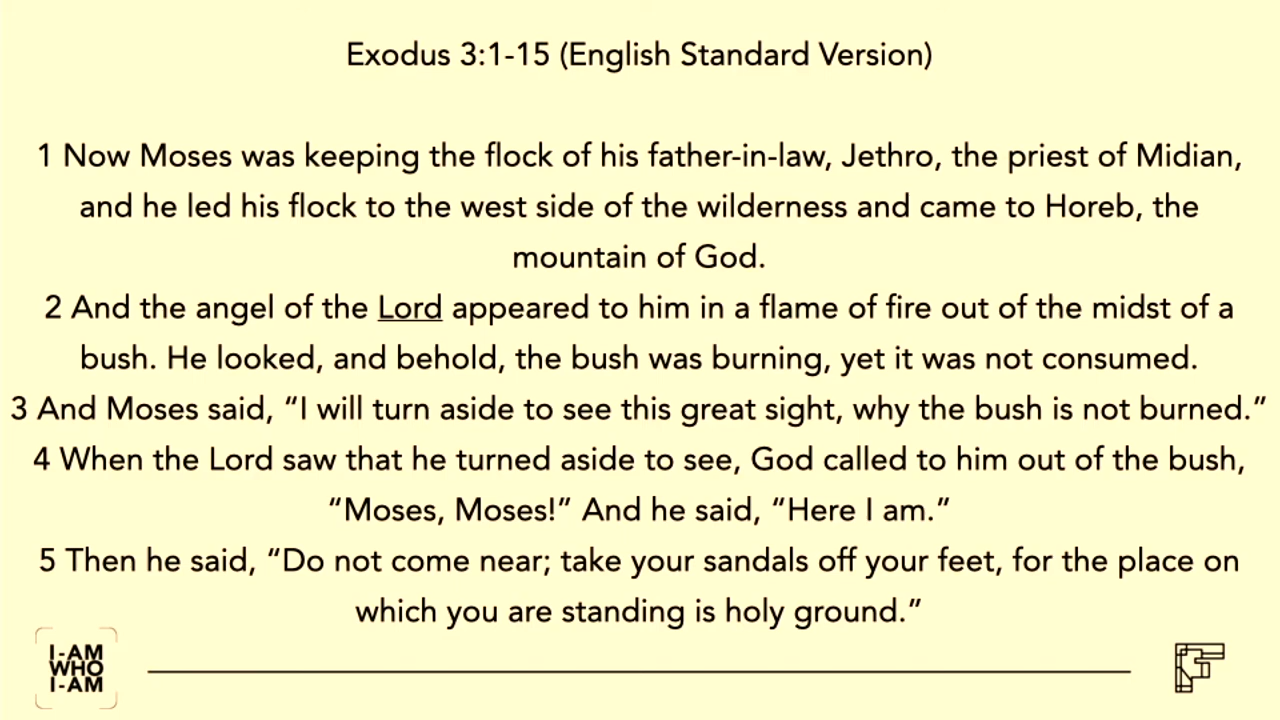 Exodus 3:1-15 (English Standard Version)
1 Now Moses was keeping the flock of his father-in-law, Jethro, the priest of Midian,
and he led his flock to the west side of the wilderness and came to Horeb, the
mountain of God.
2 And the angel of the Lord appeared to him in a flame of fire out of the midst of a
bush. He looked, and behold, the bush was burning, yet it was not consumed.
3 And Moses said, “I will turn aside to see this great sight, why the bush is not burned.”
4 When the Lord saw that he turned aside to see, God called to him out of the bush,
“Moses, Moses!” And he said, “Here I am.”
5 Then he said, “Do not come near; take your sandals off your feet, for the place on
which you are standing is holy ground.”
I-AM
WHO
I-AM